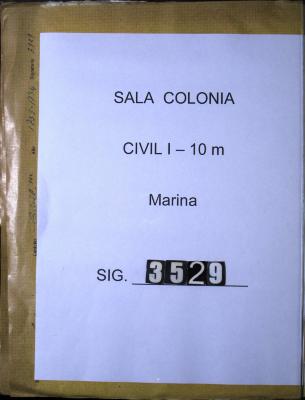 SALA COLONIA
CIVIL I – 10 m
Marina
SIG. 3529